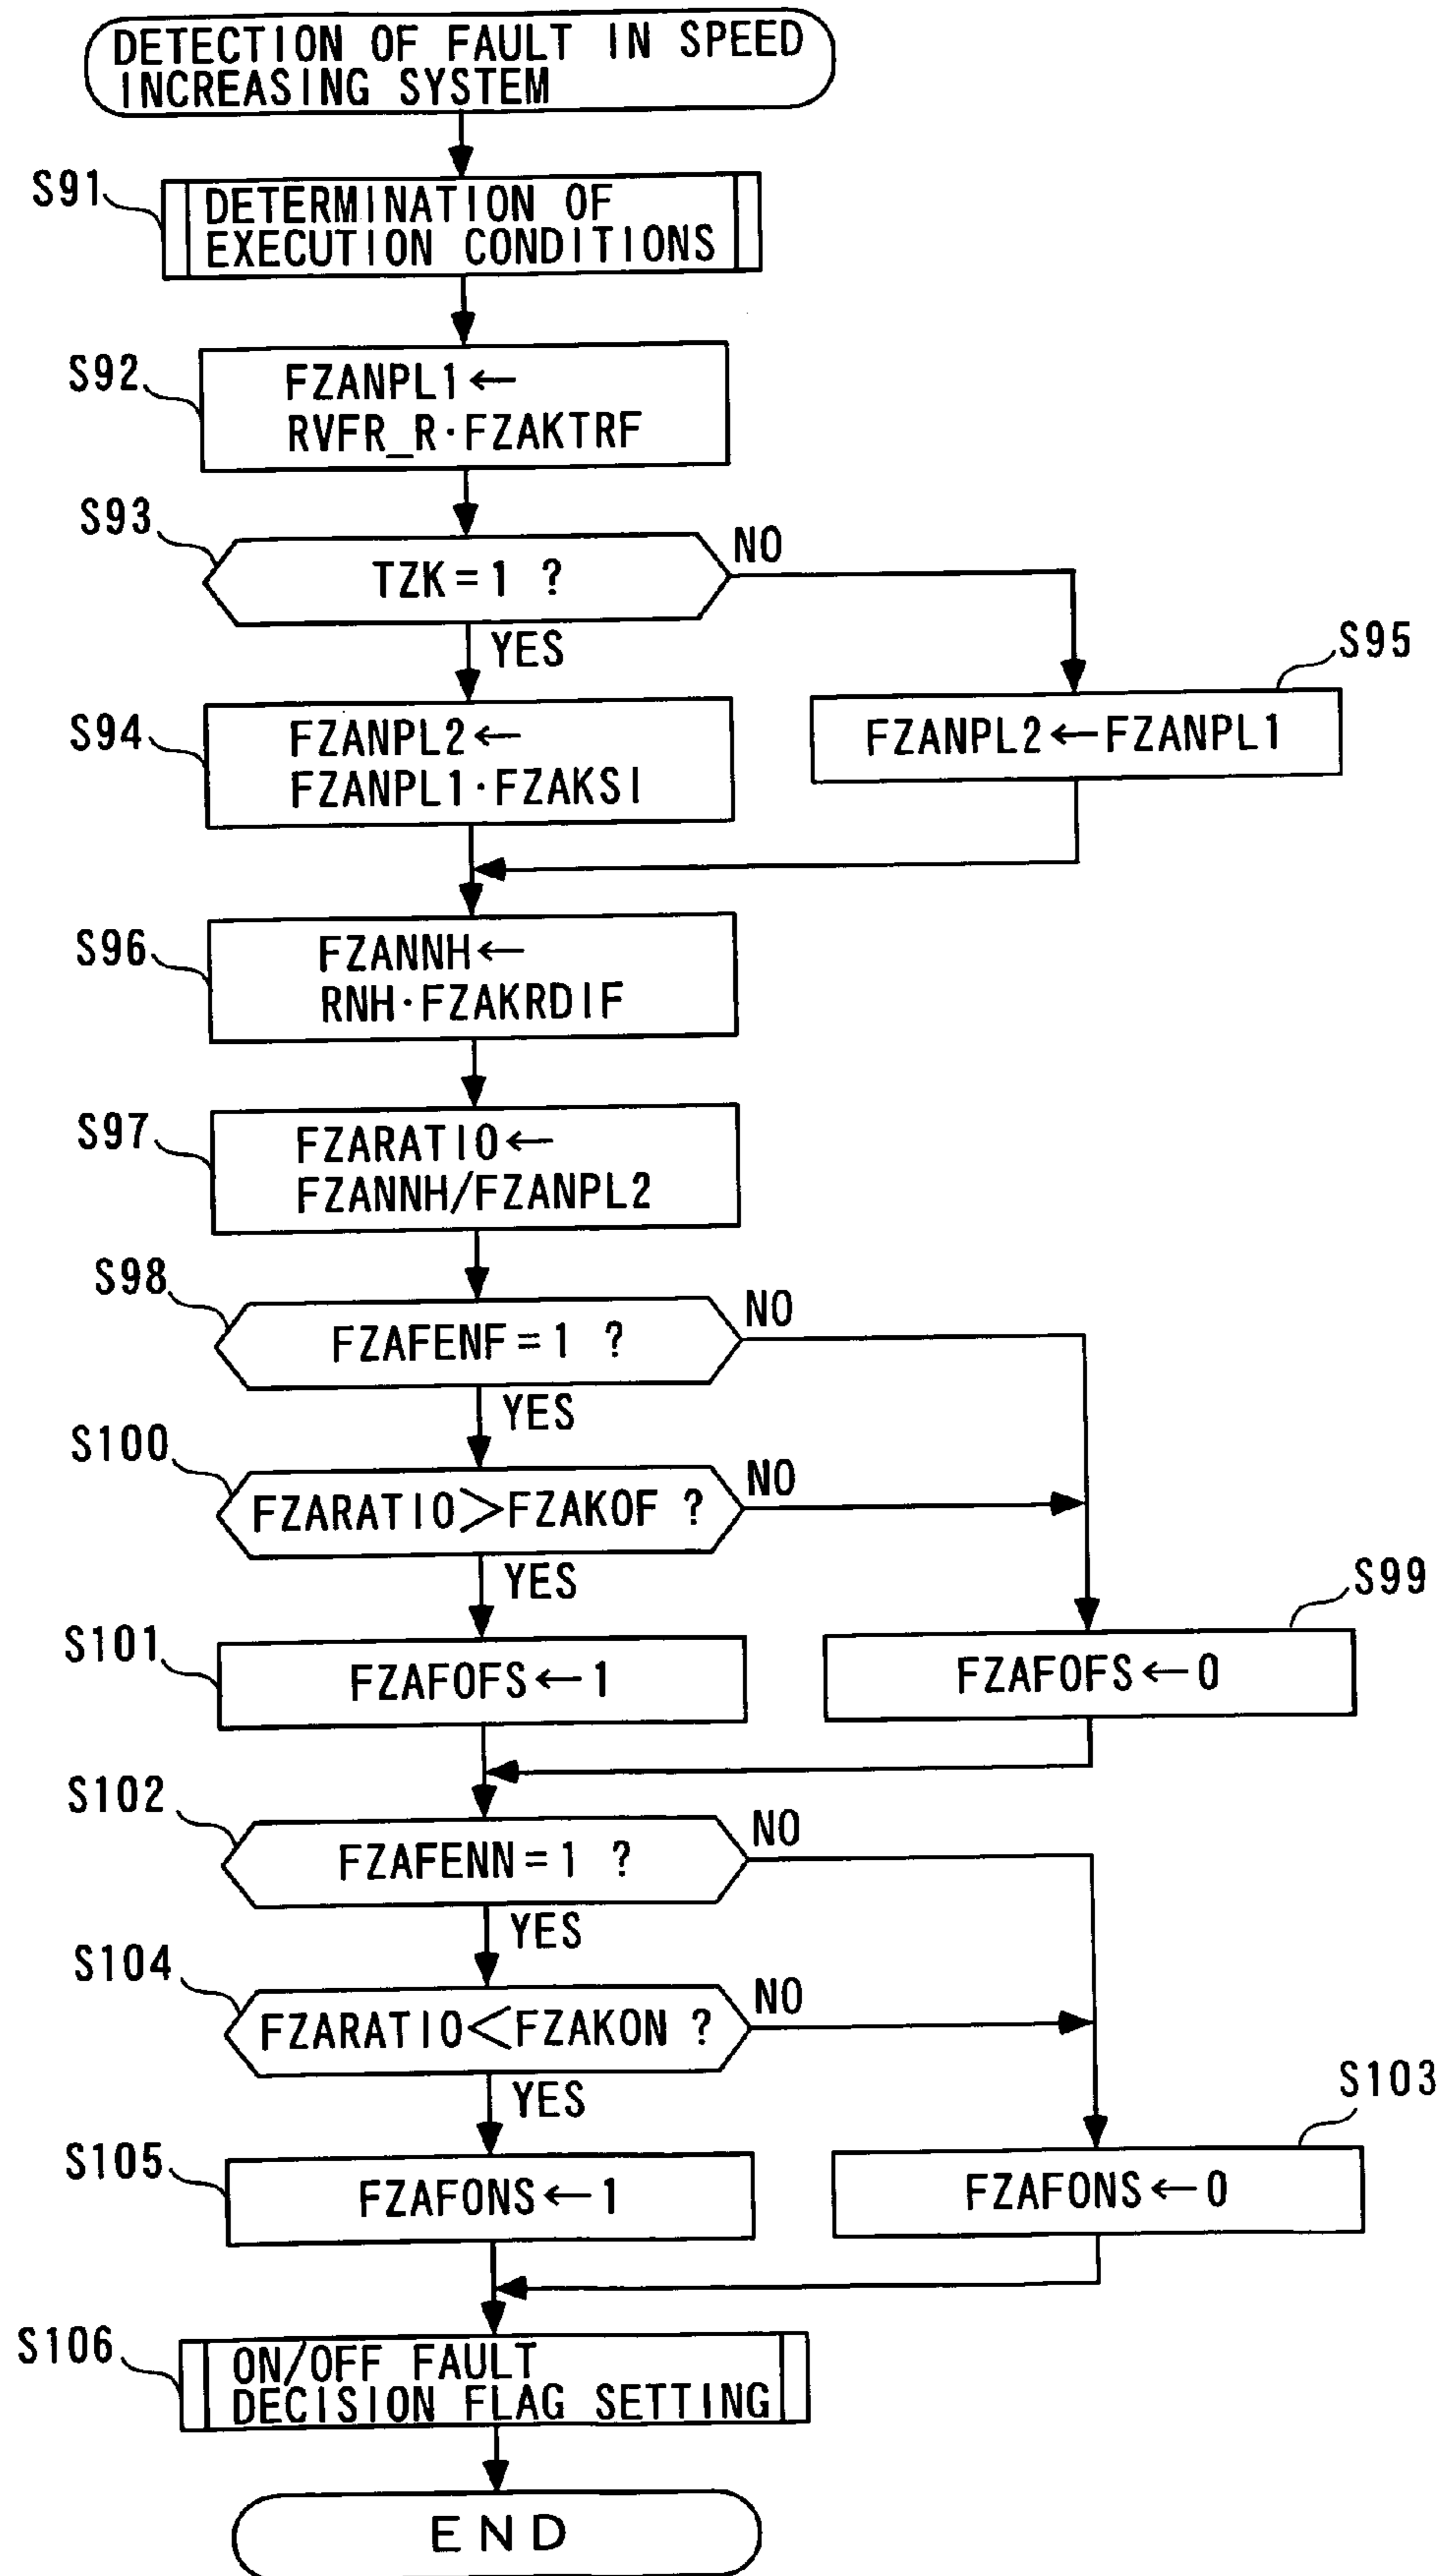 DETECTION OF FAULT IN SPEED
INCREASING SYSTEM
S91
DETERMINATION OF
EXECUTION CONDITIONS
S92
FZANPL1←
RVFR_R·FZAKTRF
S93
TZK=1 ?
NO
YES
S94
FZANPL2←
FZANPL1·FZAKSI
S95
FZANPL2←FZANPL1
S96
FZANNH←
RNH·FZAKRDIF
S97
FZARATIO←
FZANNH/FZANPL2
S98
FZAFENF=1 ?
NO
YES
S100
FZARATIO>FZAKOF ?
NO
YES
S101
FZAFOFS←1
S99
FZAFOFS←0
S102
FZAFENN=1 ?
NO
YES
S104
FZARATIO<FZAKON ?
NO
YES
S105
FZAFONS←1
S103
FZAFONS←0
S106
ON/OFF FAULT
DECISION FLAG SETTING
END